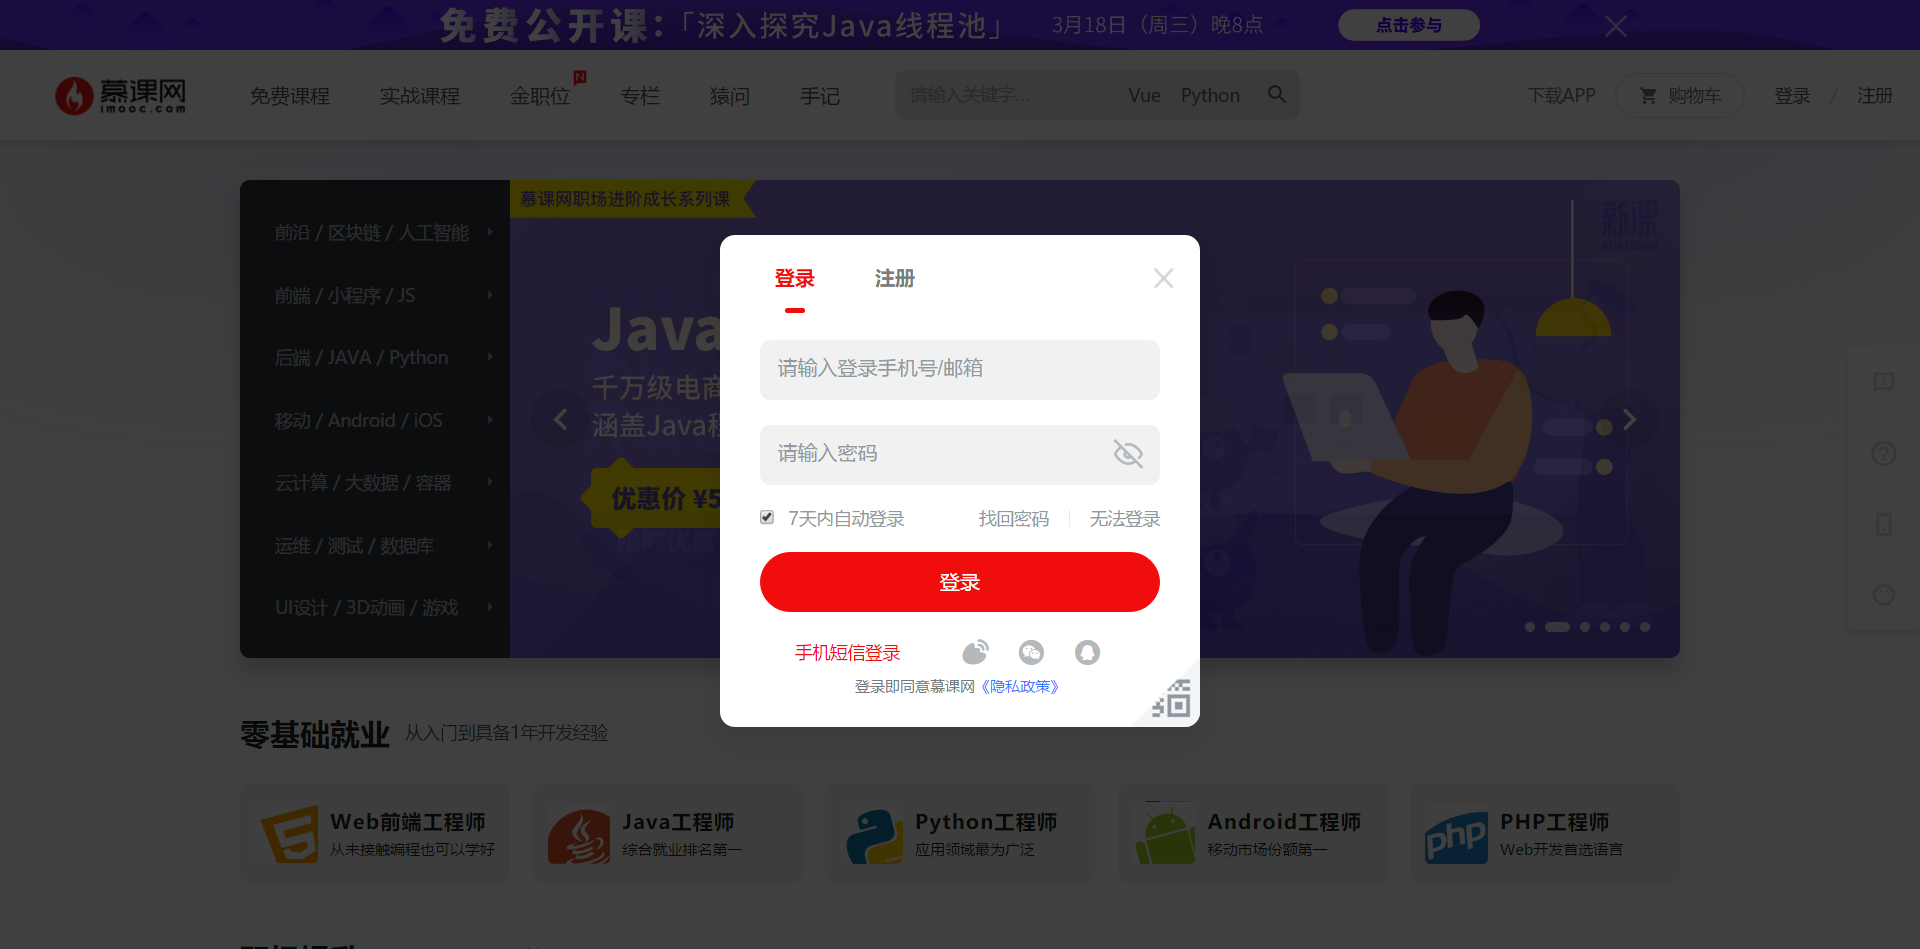 免费公开课:「深入探究Java线程池」 3月18日（周三）晚8点 点击参与
慕课网 imooc.com 免费课程 实战课程 金职位 N 专栏 猿问 手记 请输入关键字... Vue Python 下载APP 购物车 登录 / 注册
慕课网职场进阶成长系列课
新课
前沿 / 区块链 / 人工智能
前端 / 小程序 / JS
后端 / JAVA / Python
移动 / Android / iOS
云计算 / 大数据 / 容器
运维 / 测试 / 数据库
UI设计 / 3D动画 / 游戏
Java
千万级电商
涵盖Java程
优惠价 ¥5
限时优惠
登录 注册
请输入登录手机号/邮箱
请输入密码
7天内自动登录 找回密码 无法登录
登录
手机短信登录
登录即同意慕课网《隐私政策》
零基础就业 从入门到具备1年开发经验
Web前端工程师
从未接触编程也可以学好
Java工程师
综合就业排名第一
Python工程师
应用领域最为广泛
Android工程师
移动市场份额第一
php
PHP工程师
Web开发首选语言